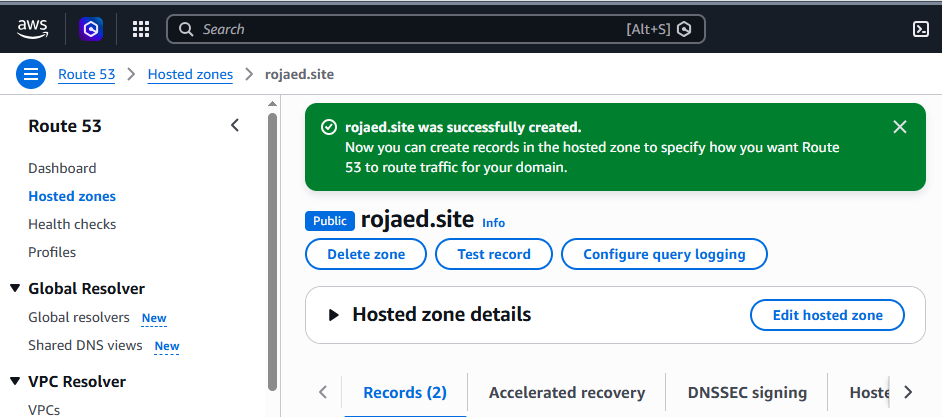 aws
Search [Alt+S]
Route 53 > Hosted zones > rojaed.site
Route 53
Dashboard
Hosted zones
Health checks
Profiles
Global Resolver
Global resolvers New
Shared DNS views New
VPC Resolver
VPCs
rojaed.site was successfully created.
Now you can create records in the hosted zone to specify how you want Route
53 to route traffic for your domain.
Public rojaed.site Info
Delete zone Test record Configure query logging
Hosted zone details Edit hosted zone
Records (2) Accelerated recovery DNSSEC signing Hoste